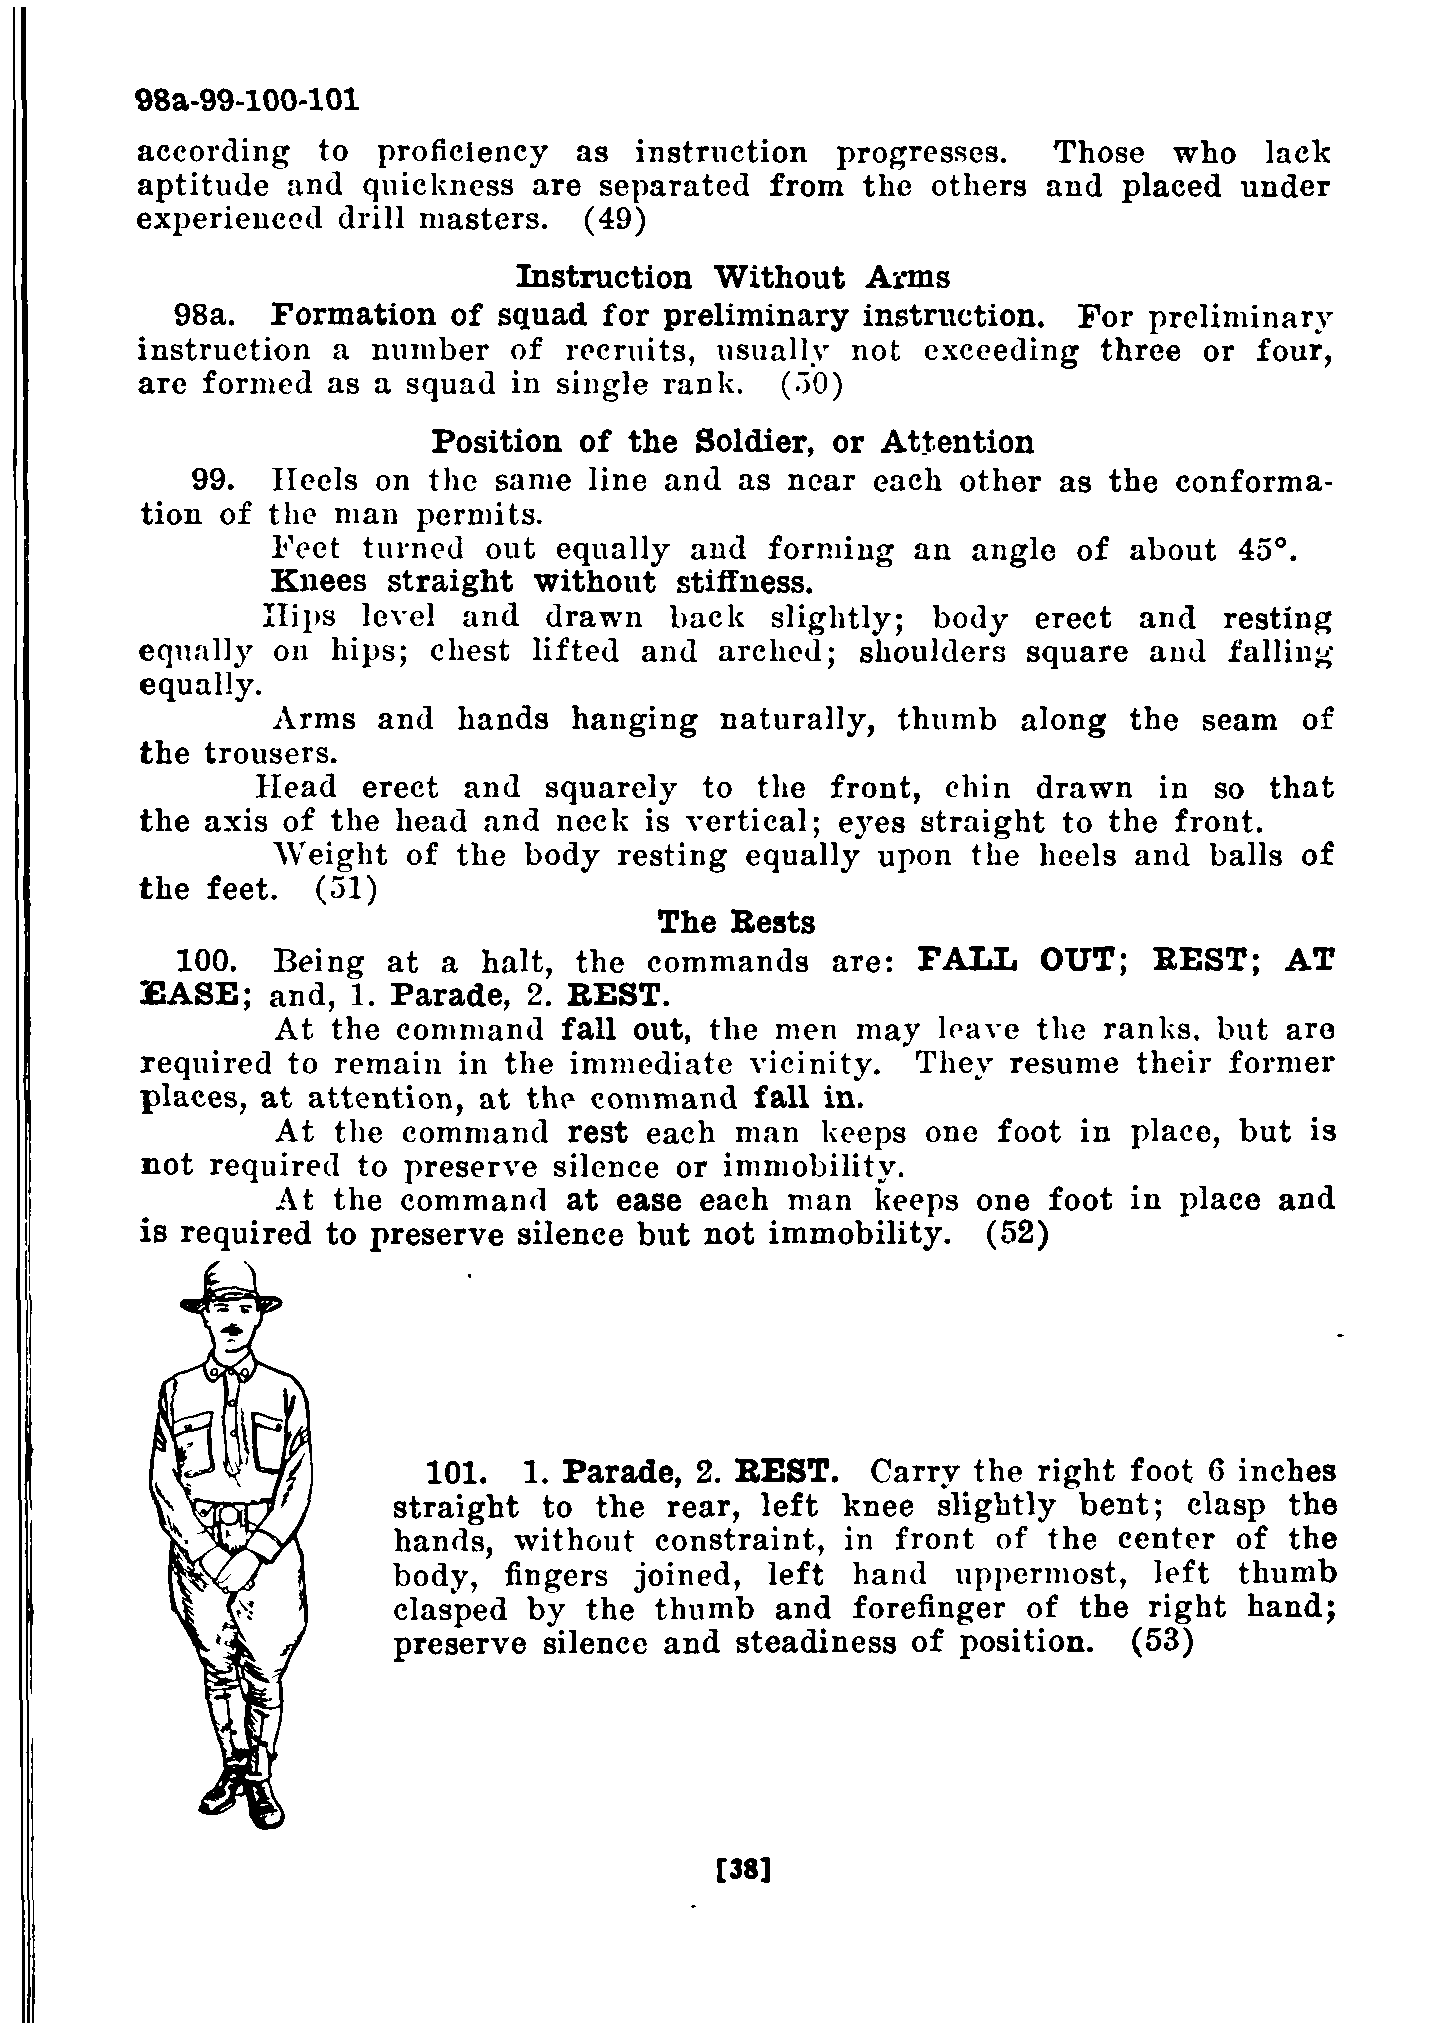 98a-99-100-101
according to proficiency as instruction progresses. Those who lack
aptitude and quickness are separated from the others and placed under
experienced drill masters. (49)
Instruction Without Arms
98a. Formation of squad for preliminary instruction. For preliminary
instruction a number of recruits, usually not exceeding three or four,
are formed as a squad in single rank. (50)
Position of the Soldier, or Attention
99. Heels on the same line and as near each other as the conforma-
tion of the man permits.
Feet turned out equally and forming an angle of about 45°.
Knees straight without stiffness.
Hips level and drawn back slightly; body erect and resting
equally on hips; chest lifted and arched; shoulders square and falling
equally.
Arms and hands hanging naturally, thumb along the seam of
the trousers.
Head erect and squarely to the front, chin drawn in so that
the axis of the head and neck is vertical; eyes straight to the front.
Weight of the body resting equally upon the heels and balls of
the feet. (51)
The Rests
100. Being at a halt, the commands are: FALL OUT; REST; AT
EASE; and, 1. Parade, 2. REST.
At the command fall out, the men may leave the ranks, but are
required to remain in the immediate vicinity. They resume their former
places, at attention, at the command fall in.
At the command rest each man keeps one foot in place, but is
not required to preserve silence or immobility.
At the command at ease each man keeps one foot in place and
is required to preserve silence but not immobility. (52)
101. 1. Parade, 2. REST. Carry the right foot 6 inches
straight to the rear, left knee slightly bent; clasp the
hands, without constraint, in front of the center of the
body, fingers joined, left hand uppermost, left thumb
clasped by the thumb and forefinger of the right hand;
preserve silence and steadiness of position. (53)
[38]